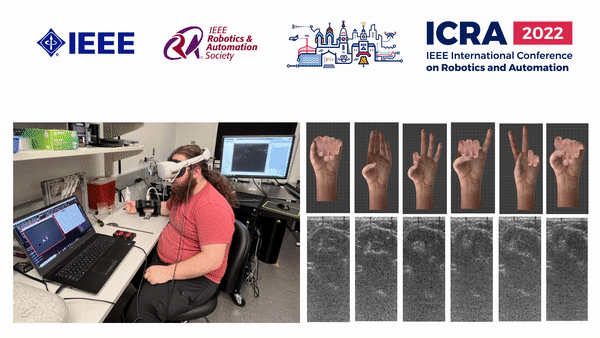 IEEE
IEEE
Robotics &
Automation
Society
ICRA 2022
IEEE International Conference
on Robotics and Automation